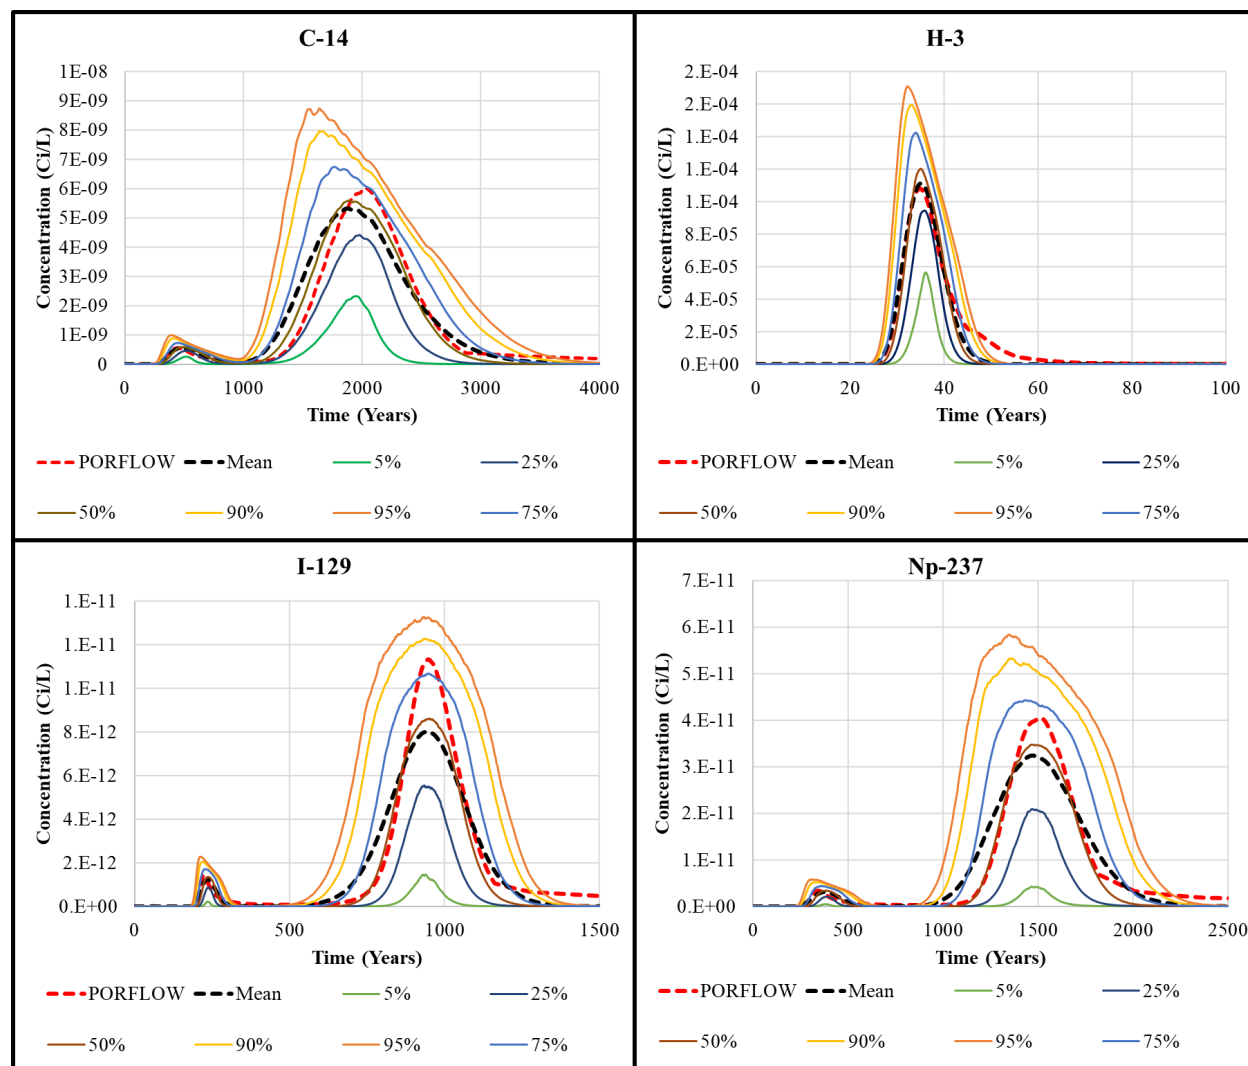 C-14
Concentration (Ci/L)
1E-08
9E-09
8E-09
7E-09
6E-09
5E-09
4E-09
3E-09
2E-09
1E-09
0
0 1000 2000 3000 4000
Time (Years)
PORFLOW Mean 5% 25%
50% 90% 95% 75%
H-3
Concentration (Ci/L)
2.E-04
2.E-04
1.E-04
1.E-04
1.E-04
8.E-05
6.E-05
4.E-05
2.E-05
0.E+00
0 20 40 60 80 100
Time (Years)
PORFLOW Mean 5% 25%
50% 90% 95% 75%
I-129
Concentration (Ci/L)
1.E-11
1.E-11
1.E-11
8.E-12
6.E-12
4.E-12
2.E-12
0.E+00
0 500 1000 1500
Time (Years)
PORFLOW Mean 5% 25%
50% 90% 95% 75%
Np-237
Concentration (Ci/L)
7.E-11
6.E-11
5.E-11
4.E-11
3.E-11
2.E-11
1.E-11
0.E+00
0 500 1000 1500 2000 2500
Time (Years)
PORFLOW Mean 5% 25%
50% 90% 95% 75%